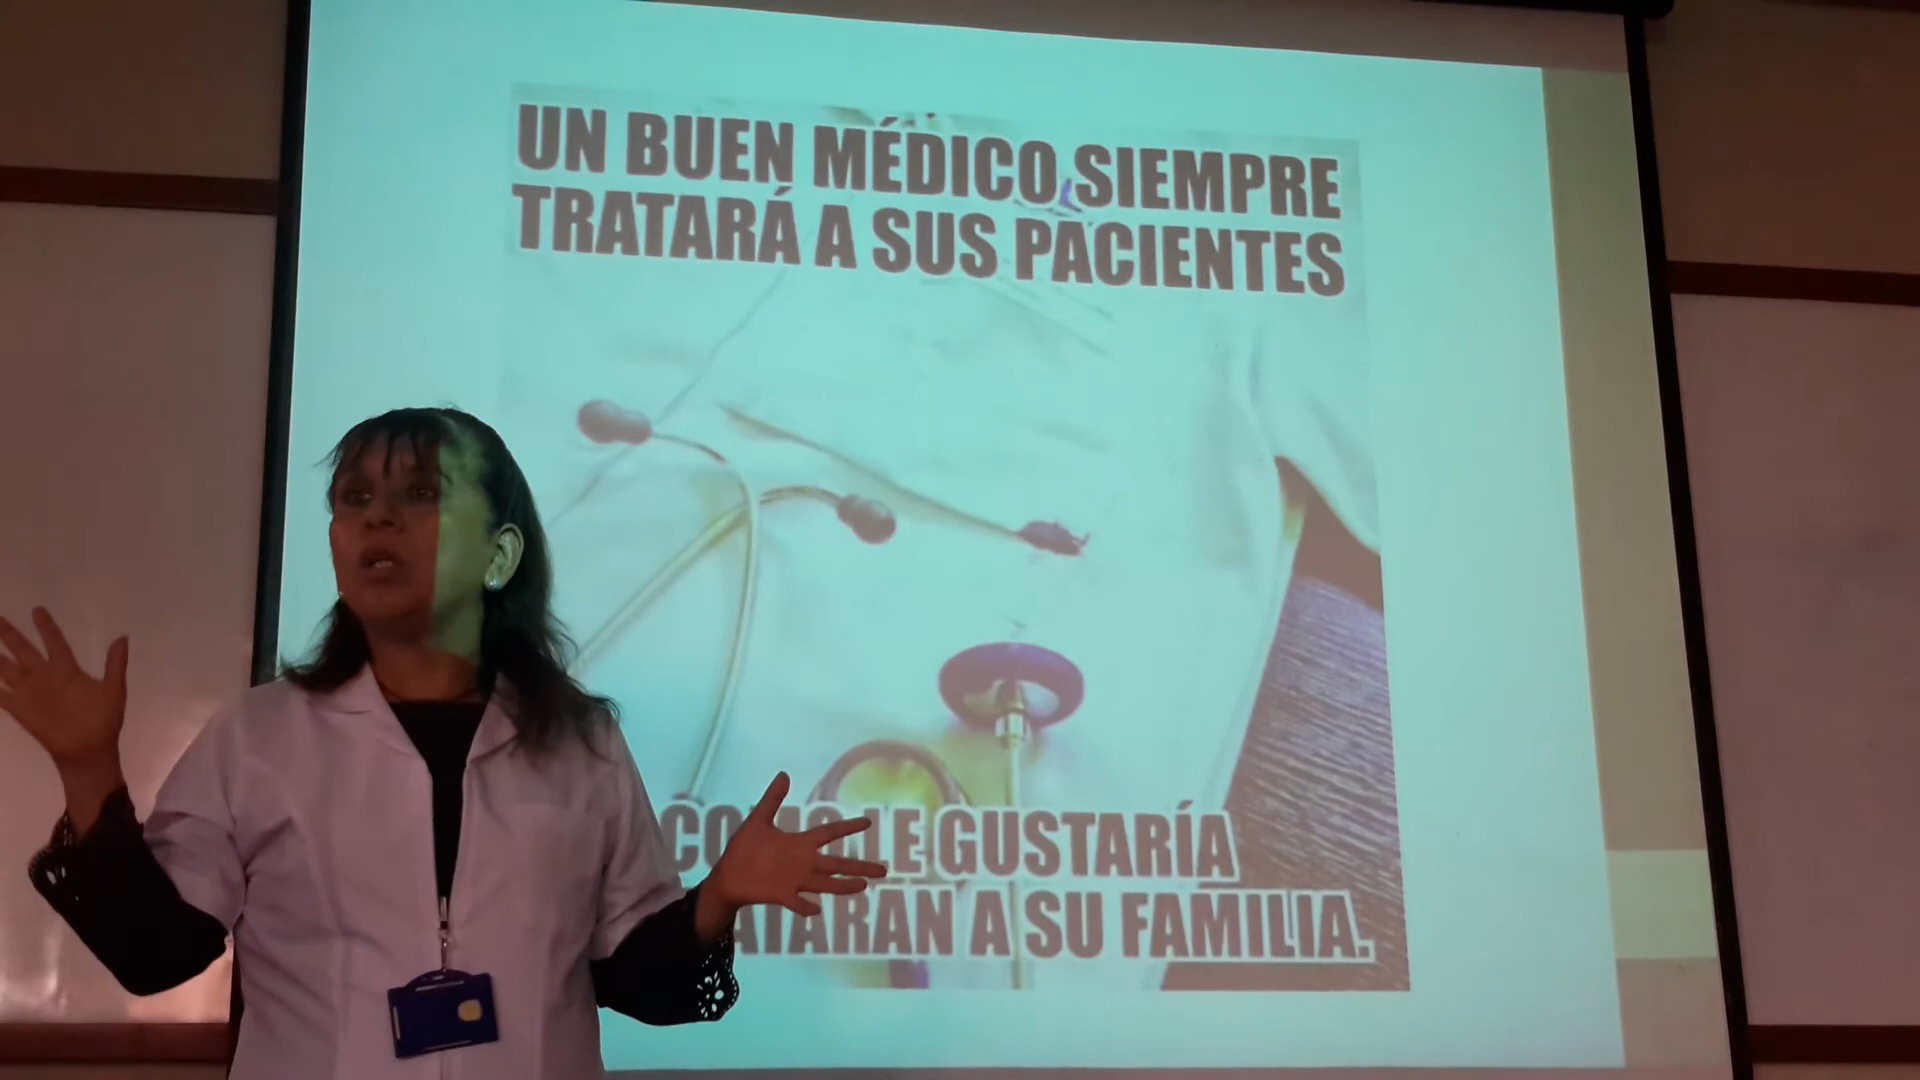 UN BUEN MÉDICO SIEMPRE
TRATARÁ A SUS PACIENTES
LE GUSTARÍA
A SU FAMILIA.